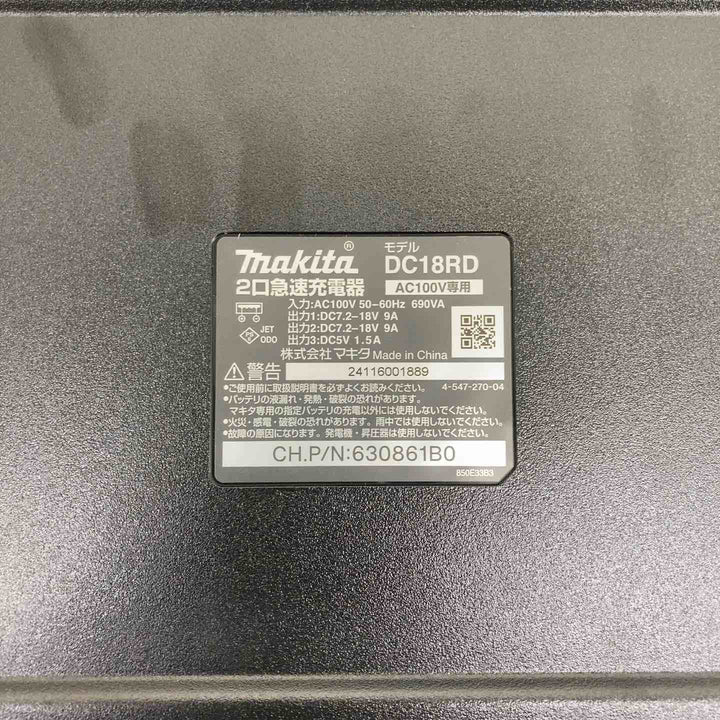 makita®
モデル
DC18RD
2口急速充電器
AC100V専用
入力:AC100V 50-60Hz 690VA
出力1:DC7.2-18V 9A
出力2:DC7.2-18V 9A
出力3:DC5V 1.5A
PS
E
JET
ODO
株式会社マキタ Made in China
警告
24116001889
•ご使用前に取扱説明書を必ずよくお読みください。
4-547-270-04
•バッテリの液漏れ・発熱・破裂の恐れがあります。
マキタ専用の指定バッテリの充電以外には使用しないでください。
•火災・感電・破裂の恐れがあります。雨中では使用しないでください。
•故障の原因になります。発電機・昇圧器は使用しないでください。
CH.P/N:630861B0
850E33B3